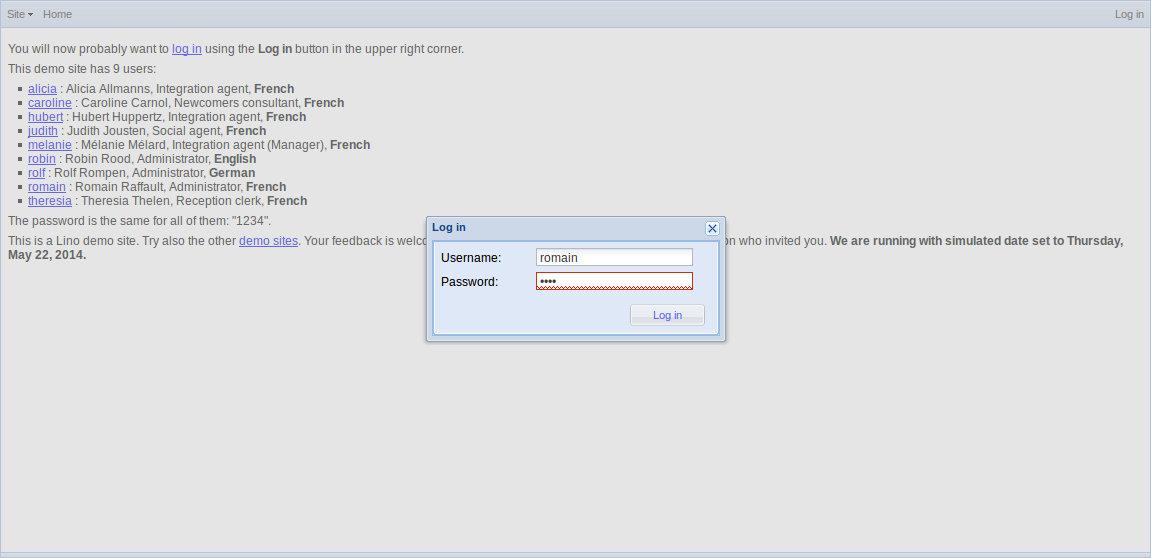 Site Home Log in
You will now probably want to log in using the Log in button in the upper right corner.
This demo site has 9 users:
alicia : Alicia Allmanns, Integration agent, French
caroline : Caroline Carnol, Newcomers consultant, French
hubert : Hubert Huppertz, Integration agent, French
judith : Judith Jousten, Social agent, French
melanie : Mélanie Mélard, Integration agent (Manager), French
robin : Robin Rood, Administrator, English
rolf : Rolf Rompen, Administrator, German
romain : Romain Raffault, Administrator, French
theresia : Theresia Thelen, Reception clerk, French
The password is the same for all of them: "1234".
This is a Lino demo site. Try also the other demo sites. Your feedback is who invited you. We are running with simulated date set to Thursday,
May 22, 2014.
Log in
Username: romain
Password: ••••
Log in